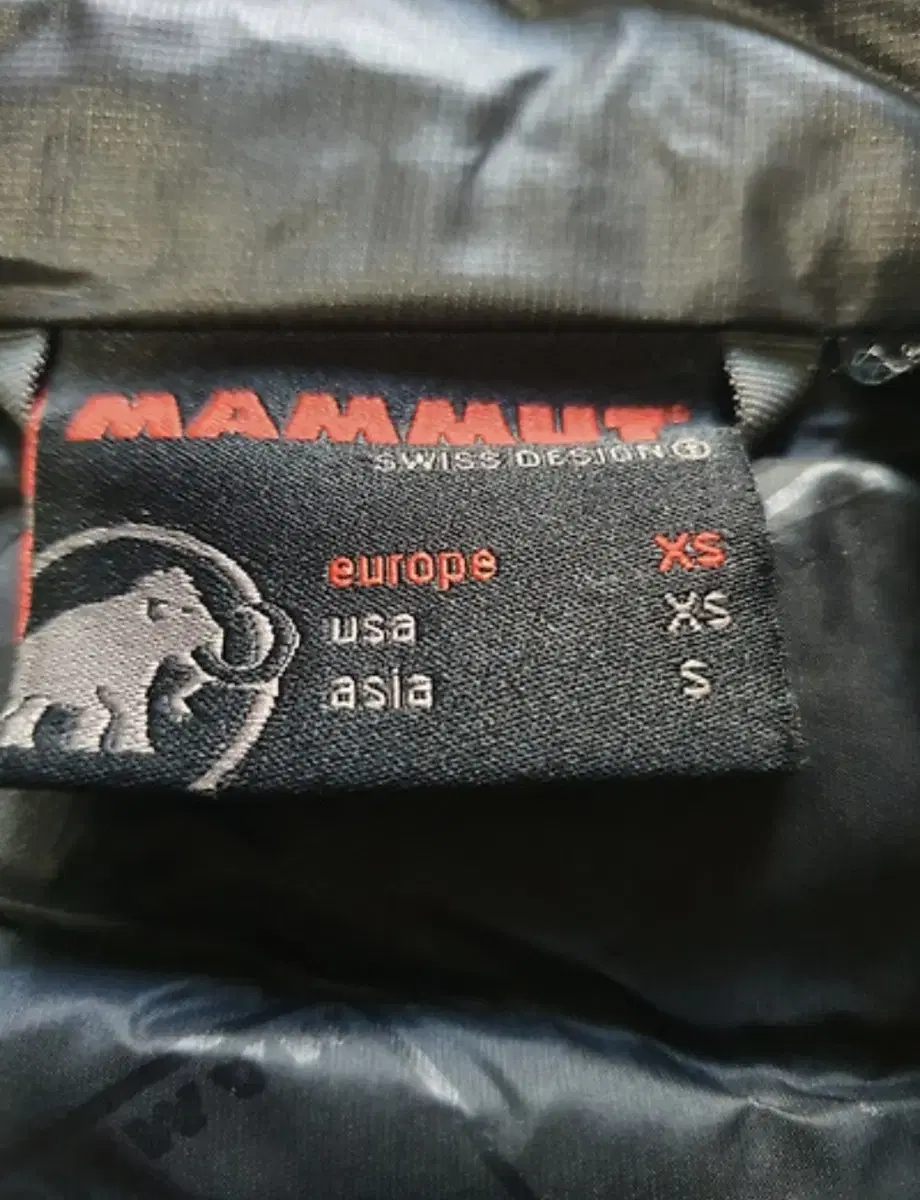 MAMMUT
SWISS DESIGN
europe XS
usa XS
asia S